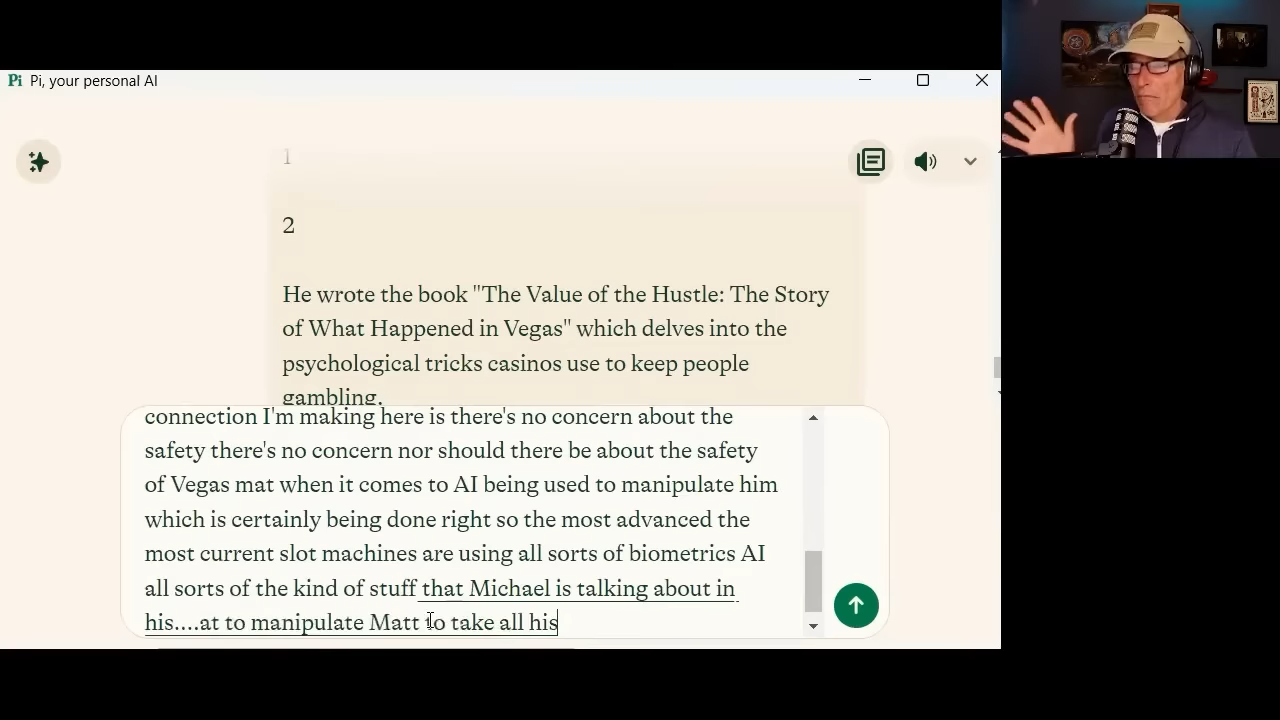 Pi Pi, your personal AI
1
2
He wrote the book "The Value of the Hustle: The Story
of What Happened in Vegas" which delves into the
psychological tricks casinos use to keep people
gambling.
connection I'm making here is there's no concern about the
safety there's no concern nor should there be about the safety
of Vegas mat when it comes to AI being used to manipulate him
which is certainly being done right so the most advanced the
most current slot machines are using all sorts of biometrics AI
all sorts of the kind of stuff that Michael is talking about in
his....at to manipulate Matt to take all his